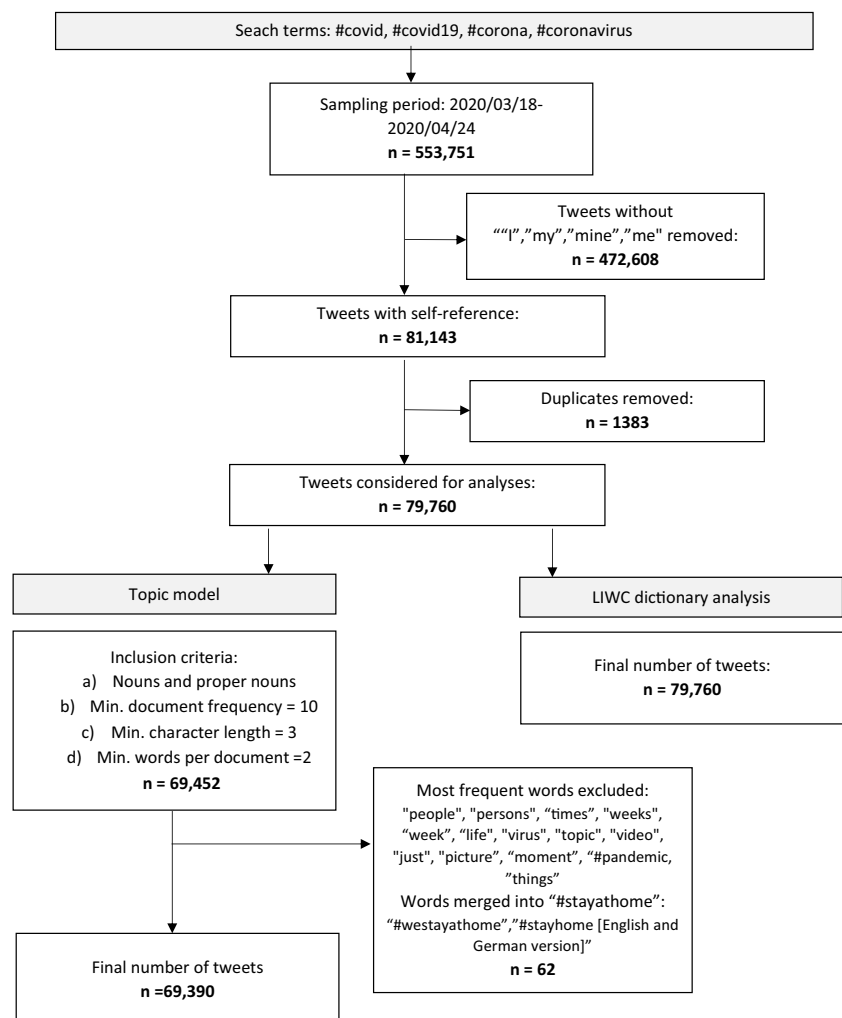 Seach terms: #covid, #covid19, #corona, #coronavirus
Sampling period: 2020/03/18-
2020/04/24
n = 553,751
Tweets without
““I”,”my”,”mine”,”me" removed:
n = 472,608
Tweets with self-reference:
n = 81,143
Duplicates removed:
n = 1383
Tweets considered for analyses:
n = 79,760
Topic model
LIWC dictionary analysis
Inclusion criteria:
a) Nouns and proper nouns
b) Min. document frequency = 10
c) Min. character length = 3
d) Min. words per document =2
n = 69,452
Final number of tweets:
n = 79,760
Most frequent words excluded:
"people", "persons", “times”, "weeks",
“week”, “life”, "virus", "topic", "video",
"just", "picture”, “moment”, “#pandemic,
”things”
Words merged into “#stayathome”:
“#westayathome”,”#stayhome [English and
German version]”
n = 62
Final number of tweets
n =69,390